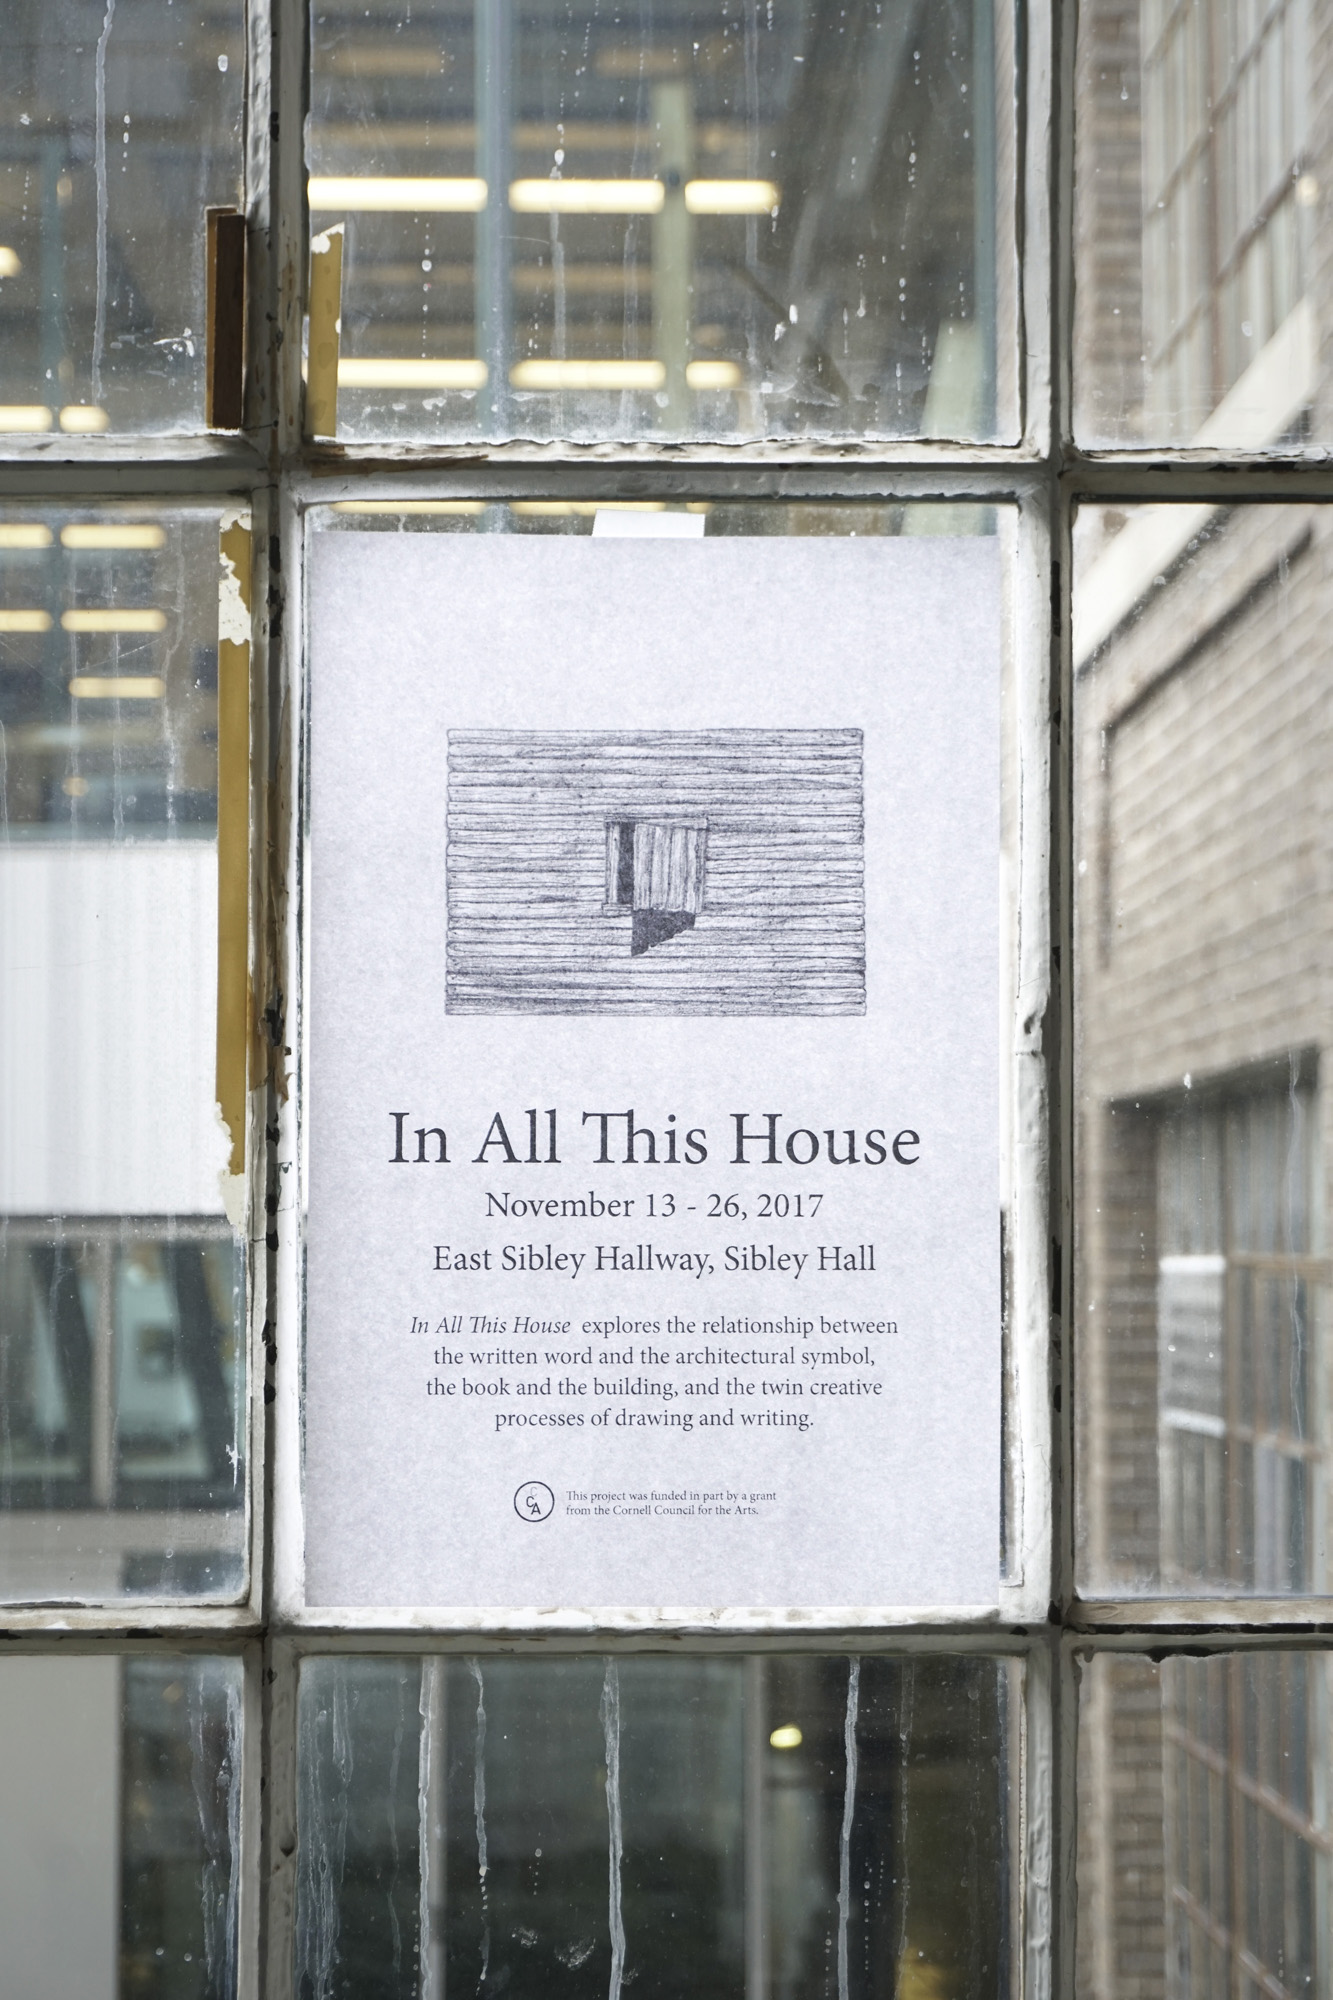 In All This House
November 13 - 26, 2017
East Sibley Hallway, Sibley Hall
In All This House explores the relationship between
the written word and the architectural symbol,
the book and the building, and the twin creative
processes of drawing and writing.
CCA
This project was funded in part by a grant
from the Cornell Council for the Arts.